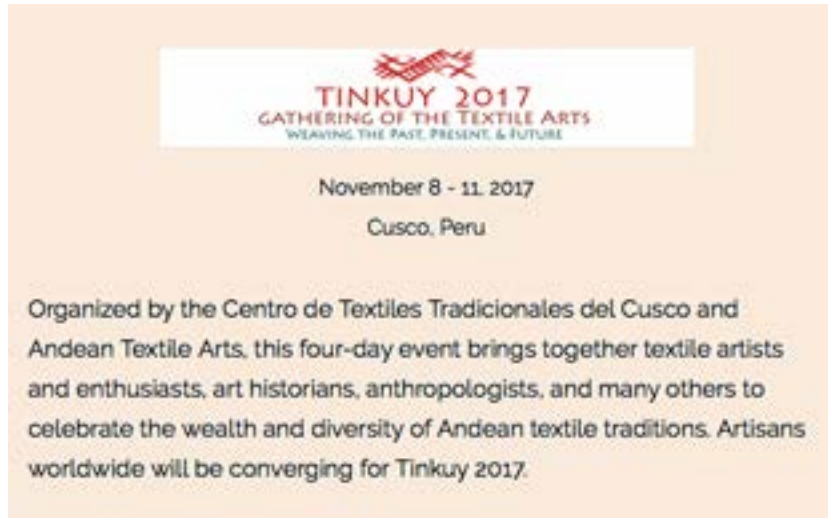 TINKUY 2017
GATHERING OF THE TEXTILE ARTS
WEAVING THE PAST, PRESENT, & FUTURE
November 8 - 11, 2017
Cusco, Peru
Organized by the Centro de Textiles Tradicionales del Cusco and
Andean Textile Arts, this four-day event brings together textile artists
and enthusiasts, art historians, anthropologists, and many others to
celebrate the wealth and diversity of Andean textile traditions. Artisans
worldwide will be converging for Tinkuy 2017.